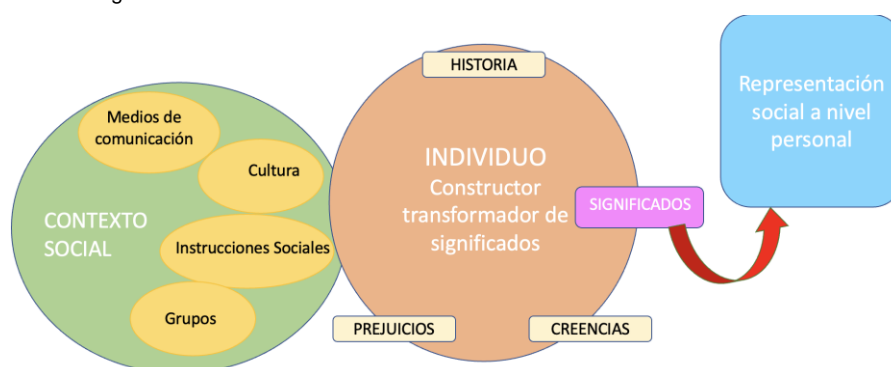 Medios de
comunicación
Cultura
CONTEXTO
SOCIAL
Instrucciones Sociales
Grupos
HISTORIA
INDIVIDUO
Constructor
transformador de
significados
PREJUICIOS
CREENCIAS
SIGNIFICADOS
Representación
social a nivel
personal